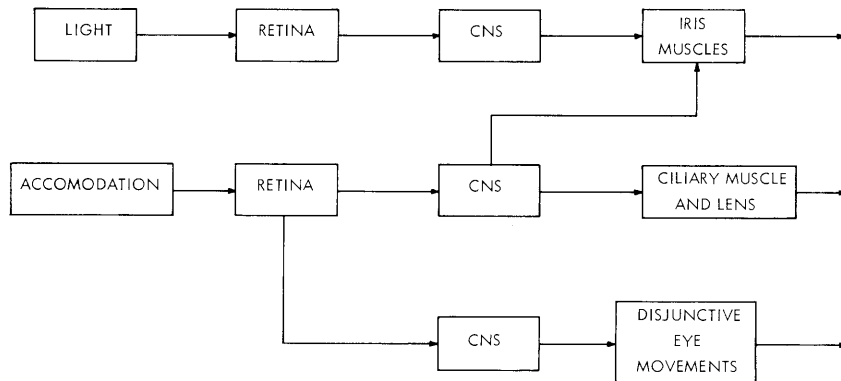 LIGHT
RETINA
CNS
IRIS
MUSCLES
ACCOMODATION
RETINA
CNS
CILIARY MUSCLE
AND LENS
CNS
DISJUNCTIVE
EYE
MOVEMENTS